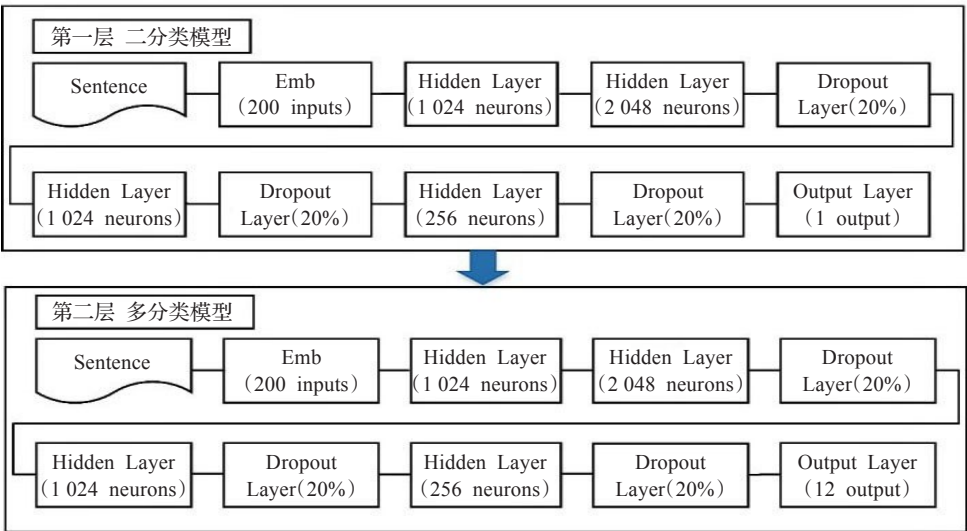 第一层 二分类模型
Sentence
Emb
(200 inputs)
Hidden Layer
(1 024 neurons)
Hidden Layer
(2 048 neurons)
Dropout
Layer(20%)
Hidden Layer
(1 024 neurons)
Dropout
Layer(20%)
Hidden Layer
(256 neurons)
Dropout
Layer(20%)
Output Layer
(1 output)
第二层 多分类模型
Sentence
Emb
(200 inputs)
Hidden Layer
(1 024 neurons)
Hidden Layer
(2 048 neurons)
Dropout
Layer(20%)
Hidden Layer
(1 024 neurons)
Dropout
Layer(20%)
Hidden Layer
(256 neurons)
Dropout
Layer(20%)
Output Layer
(12 output)